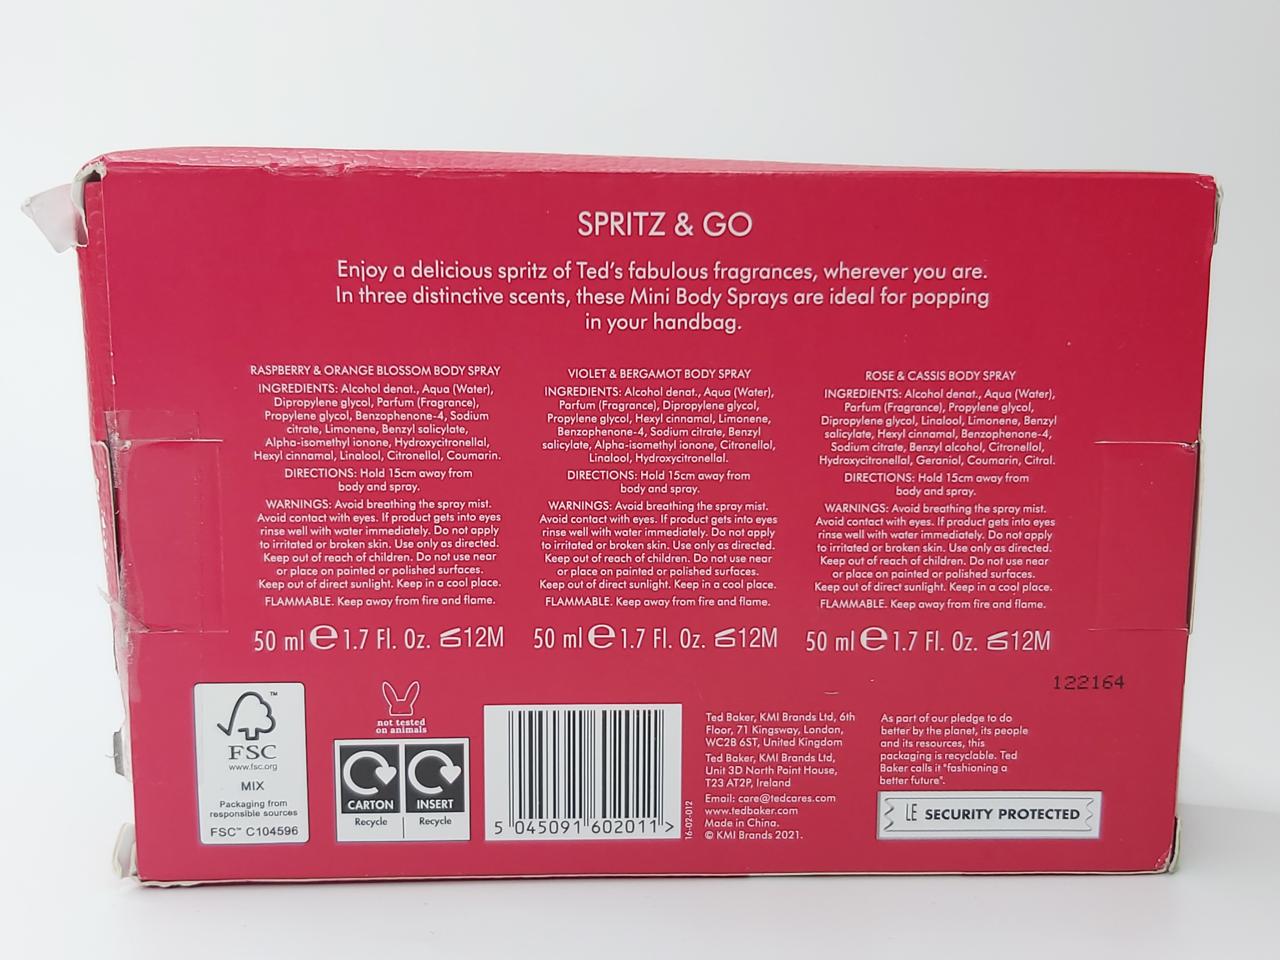 SPRITZ & GO
Enjoy a delicious spritz of Ted's fabulous fragrances, wherever you are.
In three distinctive scents, these Mini Body Sprays are ideal for popping
in your handbag.
RASPBERRY & ORANGE BLOSSOM BODY SPRAY
INGREDIENTS: Alcohol denat., Aqua (Water),
Dipropylene glycol, Parfum (Fragrance),
Propylene glycol, Benzophenone-4, Sodium
citrate, Limonene, Benzyl salicylate,
Alpha-isomethyl ionone, Hydroxycitronellal,
Hexyl cinnamal, Linalool, Citronellol, Coumarin.
DIRECTIONS: Hold 15cm away from
body and spray.
WARNINGS: Avoid breathing the spray mist.
Avoid contact with eyes. If product gets into eyes
rinse well with water immediately. Do not apply
to irritated or broken skin. Use only as directed.
Keep out of reach of children. Do not use near
or place on painted or polished surfaces.
Keep out of direct sunlight. Keep in a cool place.
FLAMMABLE. Keep away from fire and flame.
50 ml e 1.7 Fl. Oz. 12M
VIOLET & BERGAMOT BODY SPRAY
INGREDIENTS: Alcohol denat., Aqua (Water),
Parfum (Fragrance), Dipropylene glycol,
Propylene glycol, Hexyl cinnamal, Limonene,
Benzophenone-4, Sodium citrate, Benzyl
salicylate, Alpha-isomethyl ionone, Citronellol,
Linalool, Hydroxycitronellal.
DIRECTIONS: Hold 15cm away from
body and spray.
WARNINGS: Avoid breathing the spray mist.
Avoid contact with eyes. If product gets into eyes
rinse well with water immediately. Do not apply
to irritated or broken skin. Use only as directed.
Keep out of reach of children. Do not use near
or place on painted or polished surfaces.
Keep out of direct sunlight. Keep in a cool place.
FLAMMABLE. Keep away from fire and flame.
50 ml e 1.7 Fl. Oz. 12M
ROSE & CASSIS BODY SPRAY
INGREDIENTS: Alcohol denat., Aqua (Water),
Parfum (Fragrance), Propylene glycol,
Dipropylene glycol, Linalool, Limonene, Benzyl
salicylate, Hexyl cinnamal, Benzophenone-4,
Sodium citrate, Benzyl alcohol, Citronellol,
Hydroxycitronellal, Geraniol, Coumarin, Citral.
DIRECTIONS: Hold 15cm away from
body and spray.
WARNINGS: Avoid breathing the spray mist.
Avoid contact with eyes. If product gets into eyes
rinse well with water immediately. Do not apply
to irritated or broken skin. Use only as directed.
Keep out of reach of children. Do not use near
or place on painted or polished surfaces.
Keep out of direct sunlight. Keep in a cool place.
FLAMMABLE. Keep away from fire and flame.
50 ml e 1.7 Fl. Oz. 12M
122164
FSC
www.fsc.org
MIX
Packaging from
responsible sources
FSC™ C104596
not tested
on animals
CARTON
Recycle
INSERT
Recycle
5 045091 602011 >
16-02-012
Ted Baker, KMI Brands Ltd, 6th
Floor, 71 Kingsway, London,
WC2B 6ST, United Kingdom
Ted Baker, KMI Brands Ltd,
Unit 3D North Point House,
T23 AT2P, Ireland
Email: care@tedcares.com
www.tedbaker.com
Made in China.
© KMI Brands 2021.
As part of our pledge to do
better by the planet, its people
and its resources, this
packaging is recyclable. Ted
Baker calls it "fashioning a
better future".
LE SECURITY PROTECTED